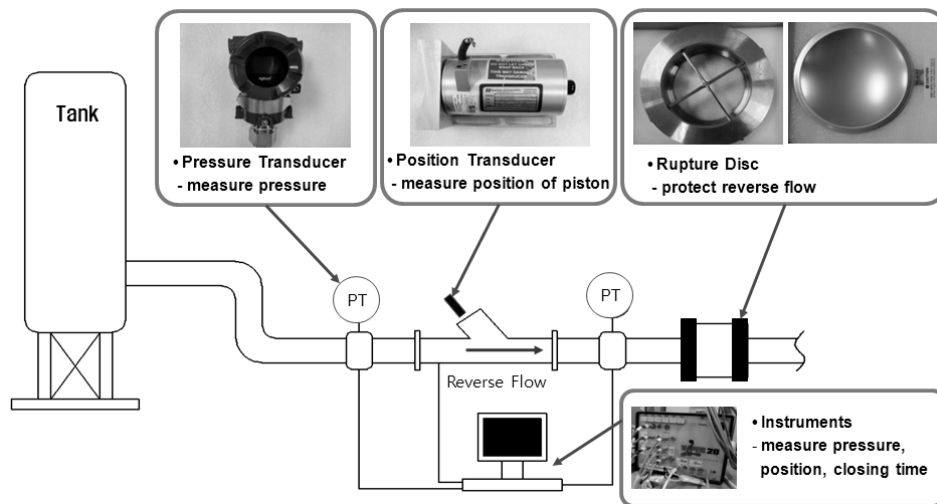 Tank
• Pressure Transducer
- measure pressure
• Position Transducer
- measure position of piston
• Rupture Disc
- protect reverse flow
PT
PT
Reverse Flow
• Instruments
- measure pressure,
position, closing time